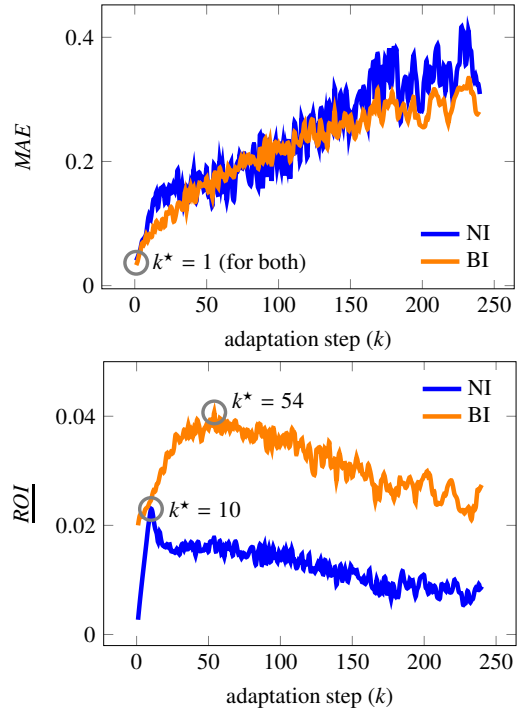 0.4
0.2
0
MAE
k★ = 1 (for both)
NI
BI
0 50 100 150 200 250
adaptation step (k)
NI
BI
0.04
0.02
0
ROI
k★ = 54
k★ = 10
0 50 100 150 200 250
adaptation step (k)